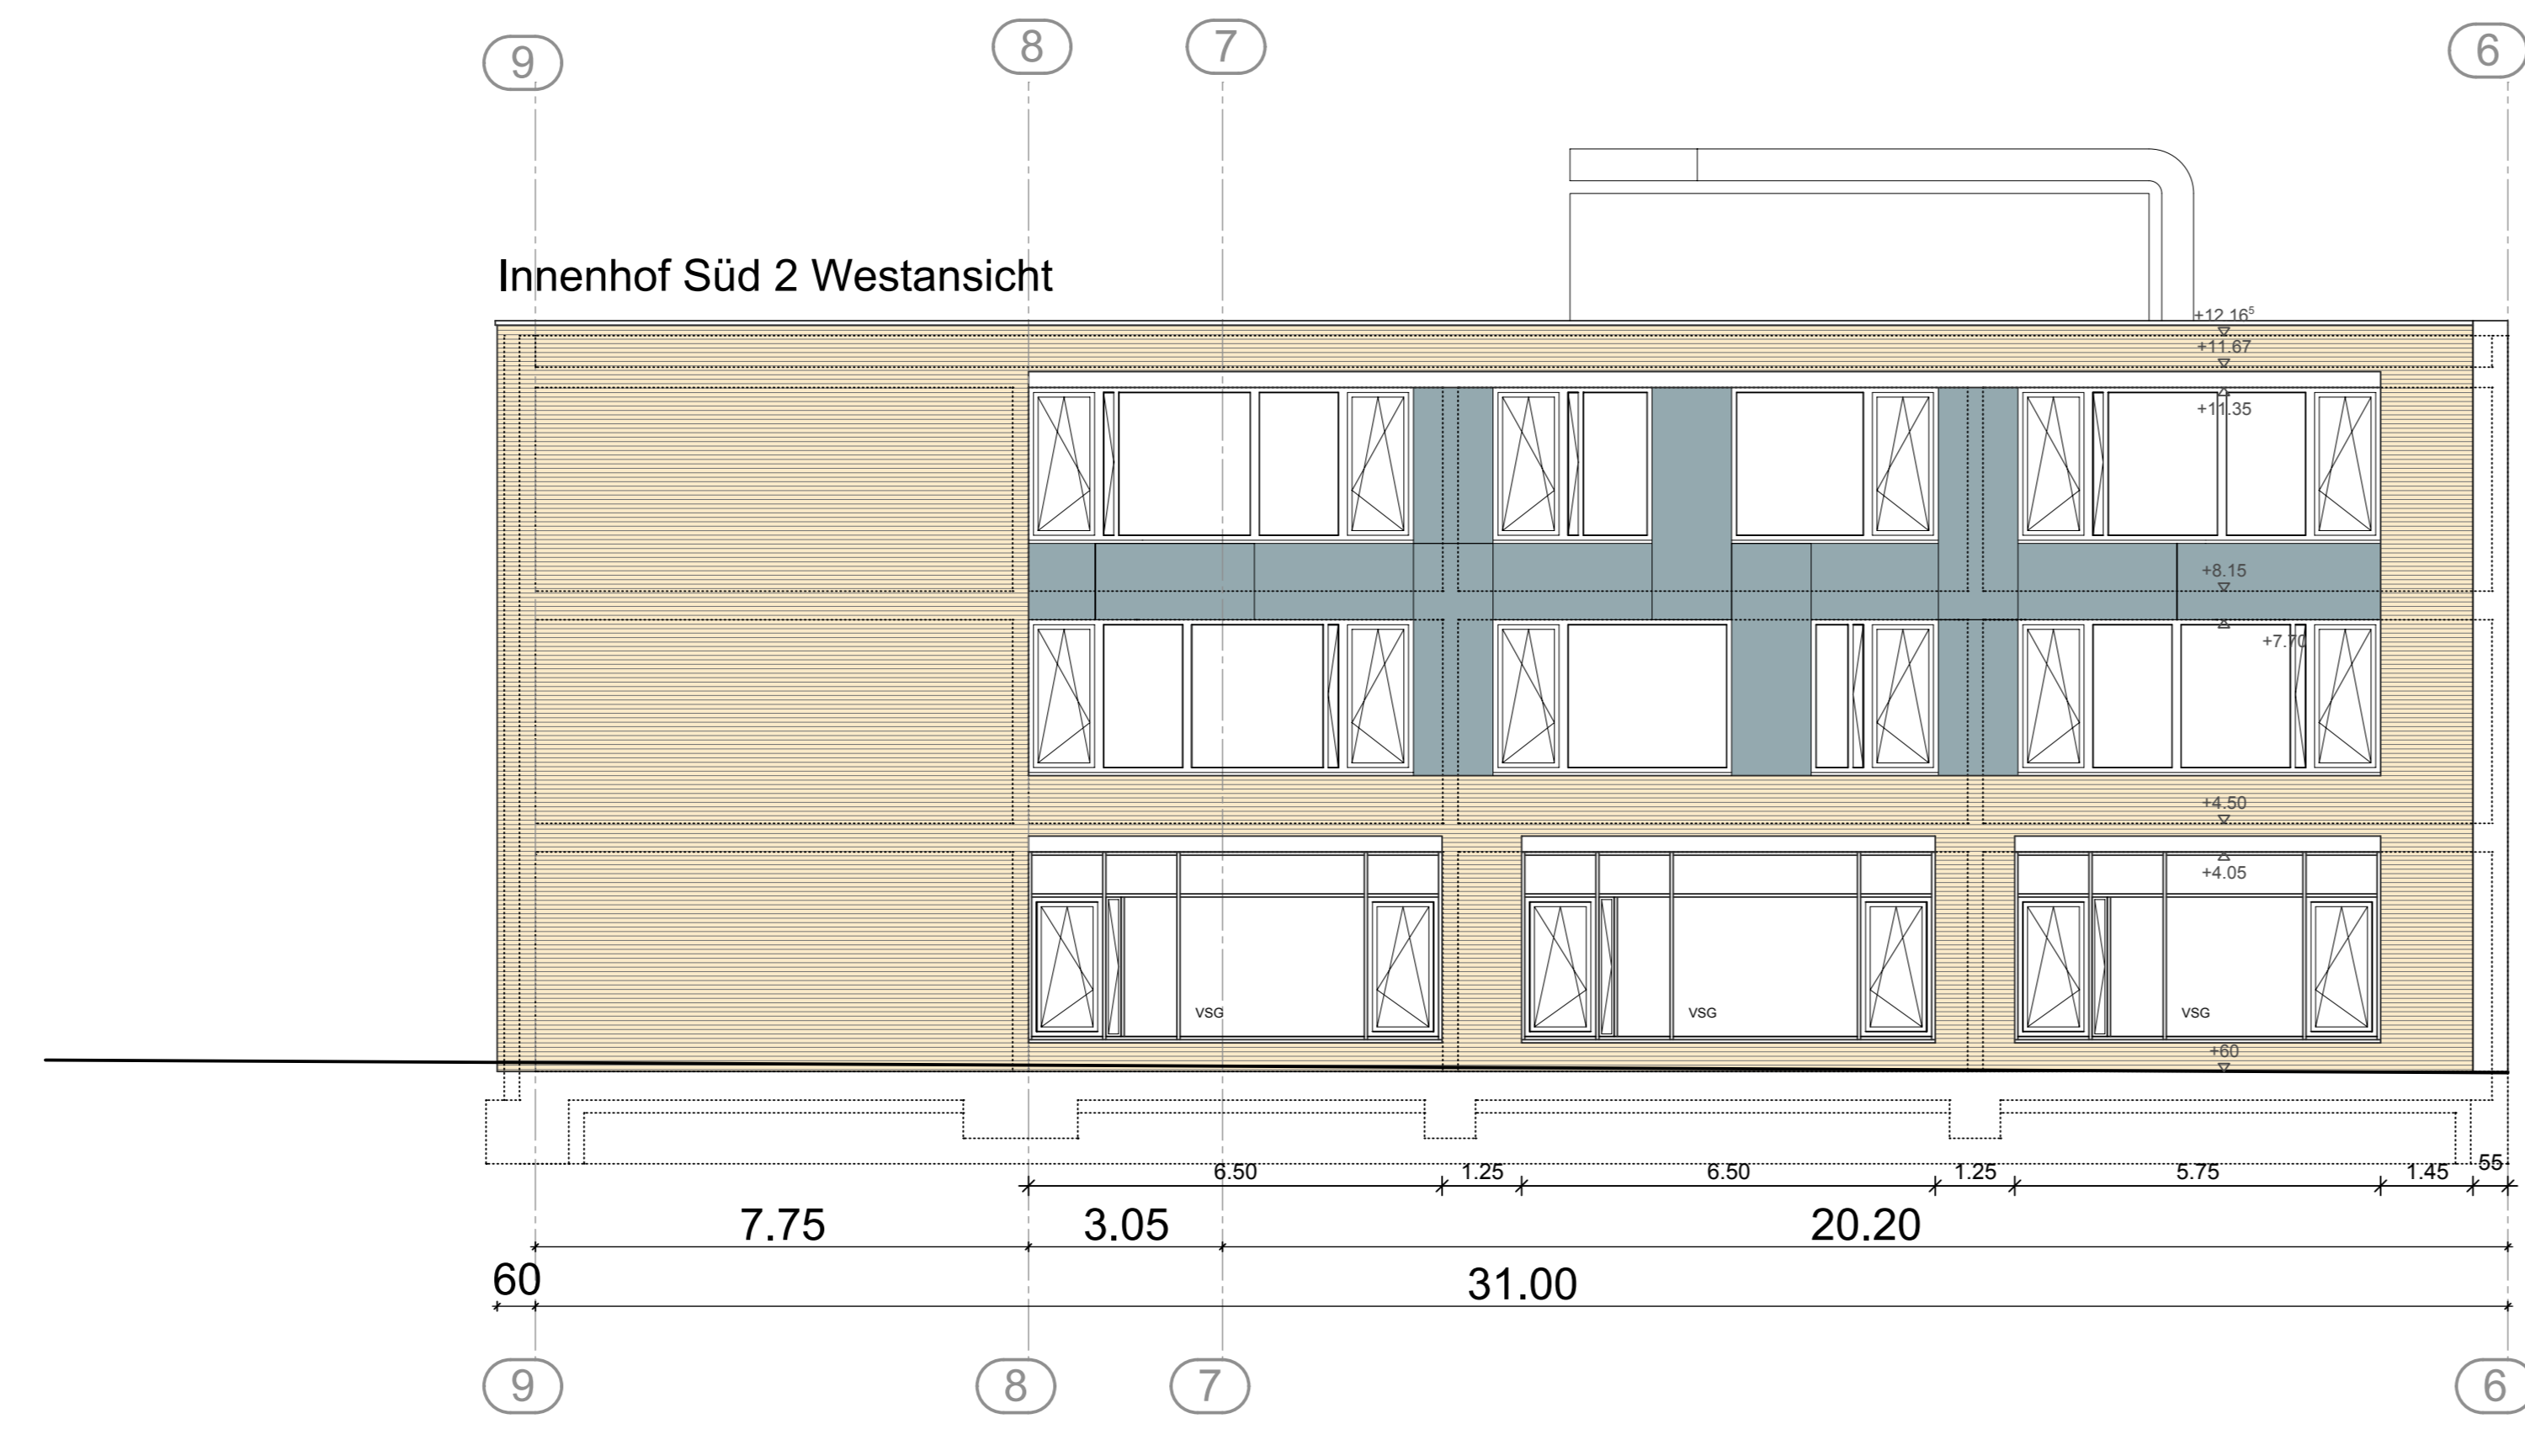 9 8 7 6
Innenhof Süd 2 Westansicht
+12.16⁵
+11.67
+11.35
+8.15
+7.70
+4.50
+4.05
VSG VSG VSG
+60
6.50 1.25 6.50 1.25 5.75 1.45 55
7.75 3.05 20.20
60 31.00
9 8 7 6